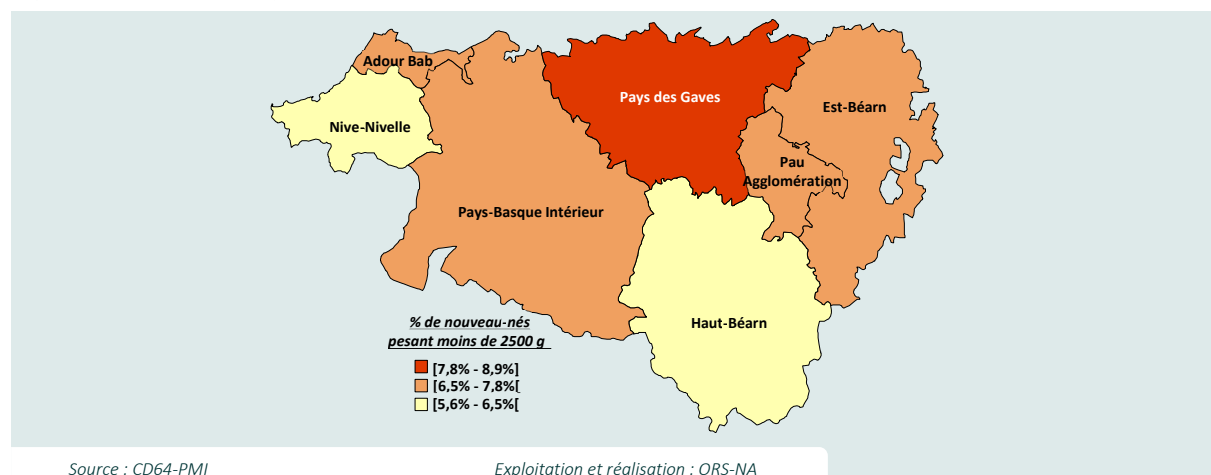 Adour Bab
Pays des Gaves
Est-Béarn
Nive-Nivelle
Pau
Agglomération
Pays-Basque Intérieur
Haut-Béarn
% de nouveau-nés
pesant moins de 2500 g
[7,8% - 8,9%]
[6,5% - 7,8%[
[5,6% - 6,5%[
Source : CD64-PMI
Exploitation et réalisation : ORS-NA